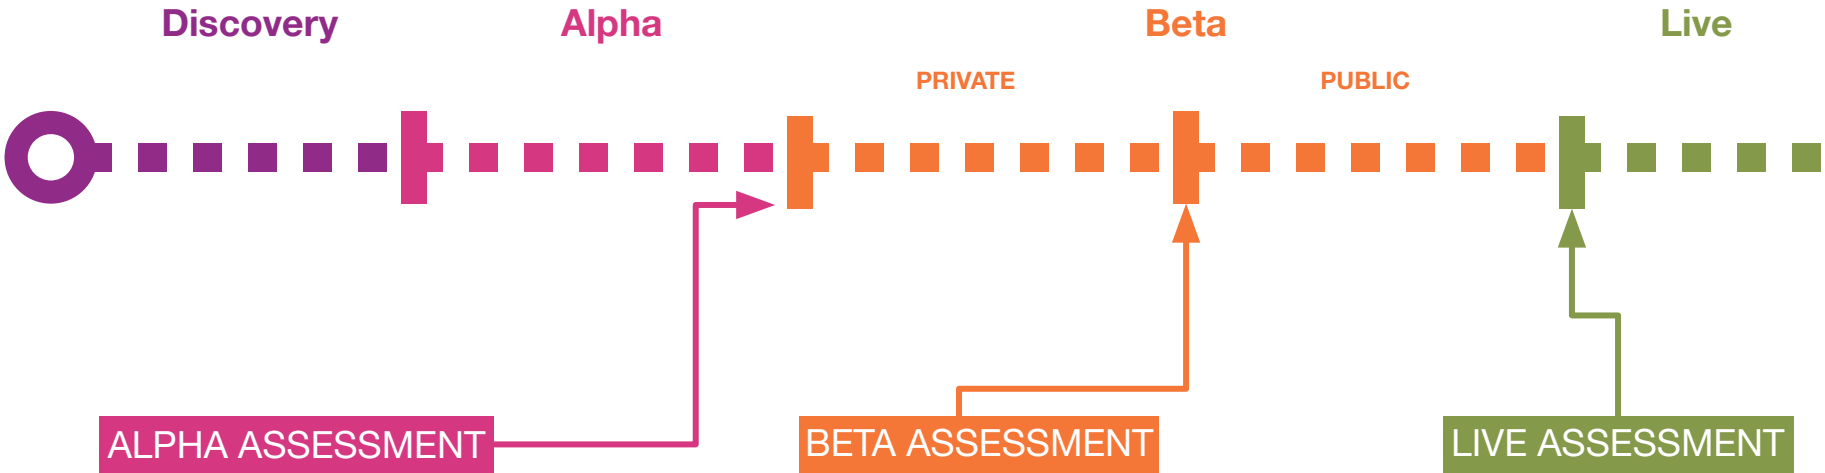 Discovery
Alpha
Beta
Live
PRIVATE
PUBLIC
ALPHA ASSESSMENT
BETA ASSESSMENT
LIVE ASSESSMENT